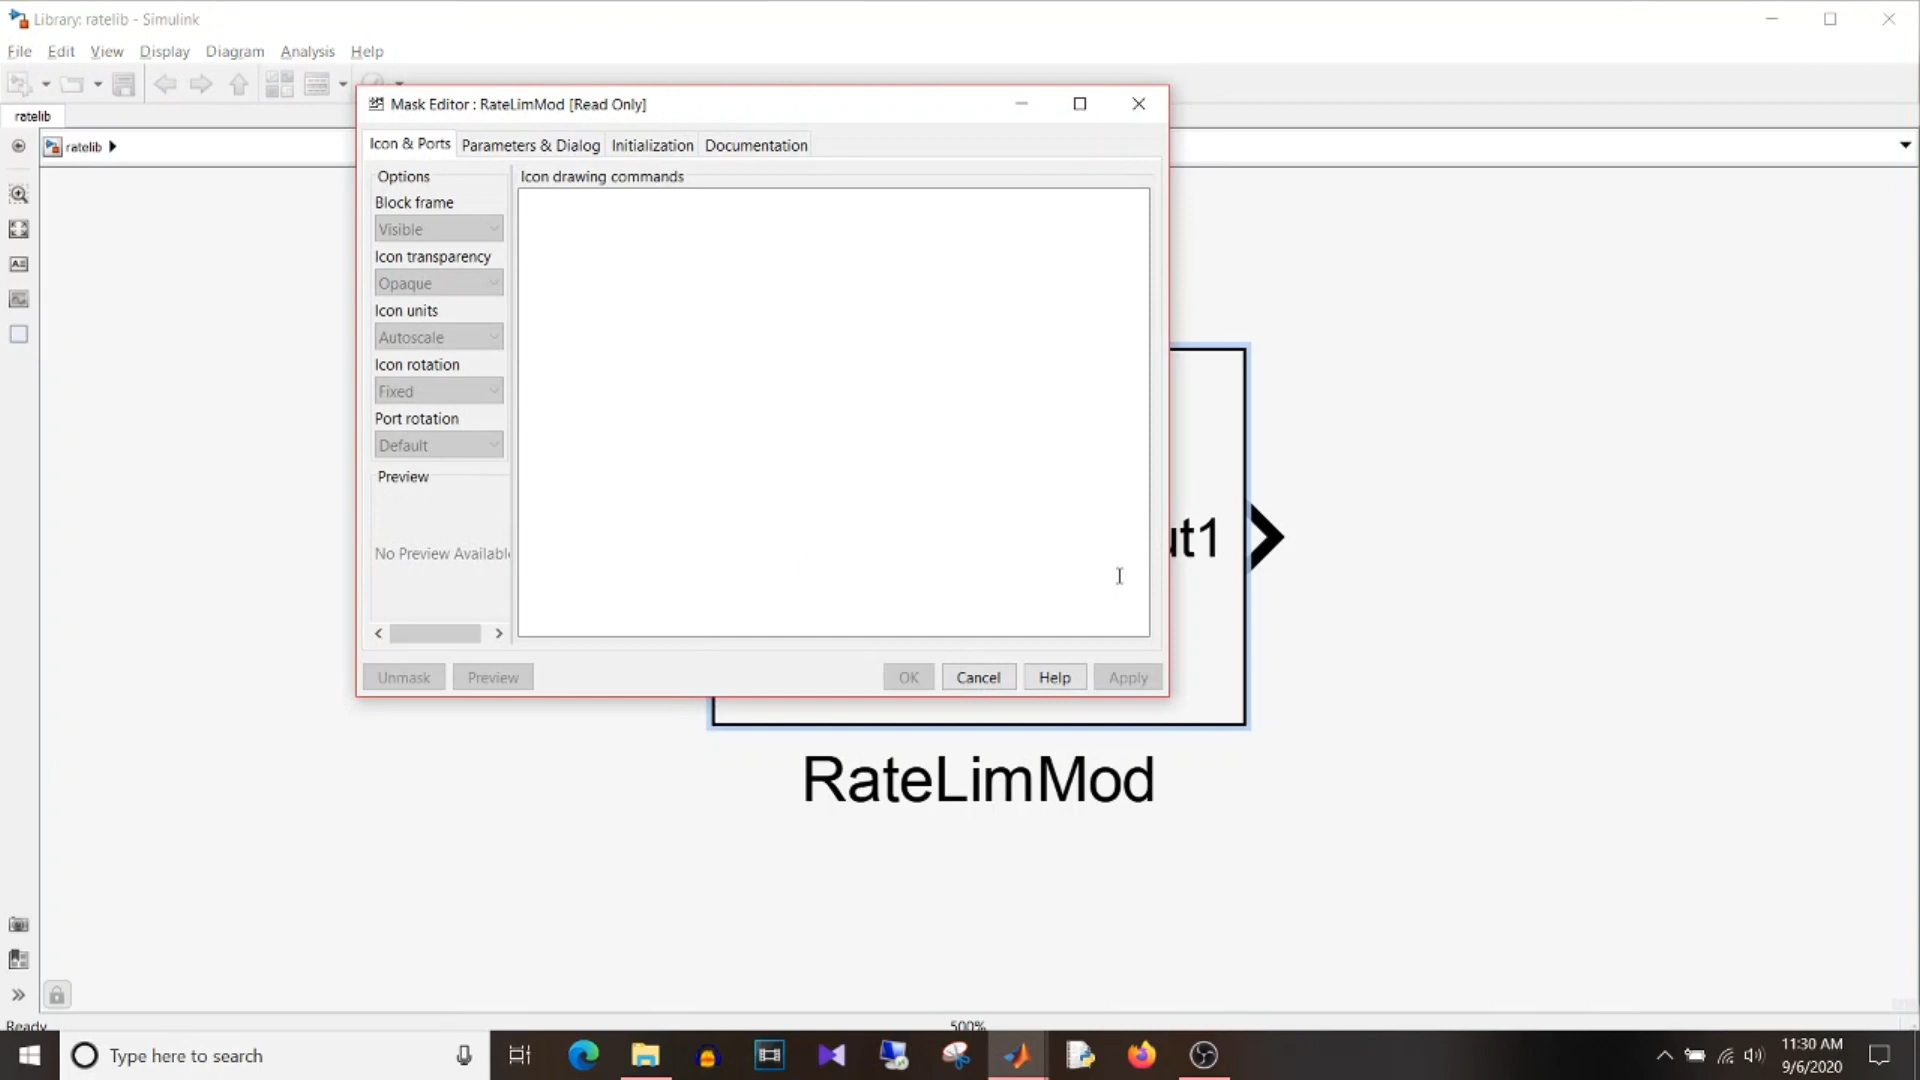 Library: ratelib - Simulink
File Edit View Display Diagram Analysis Help
ratelib
ratelib
Mask Editor : RateLimMod [Read Only]
Icon & Ports Parameters & Dialog Initialization Documentation
Options
Icon drawing commands
Block frame
Visible
Icon transparency
Opaque
Icon units
Autoscale
Icon rotation
Fixed
Port rotation
Default
Preview
No Preview Availabl
Unmask Preview OK Cancel Help Apply
ut1
RateLimMod
Ready 500%
Type here to search
11:30 AM
9/6/2020